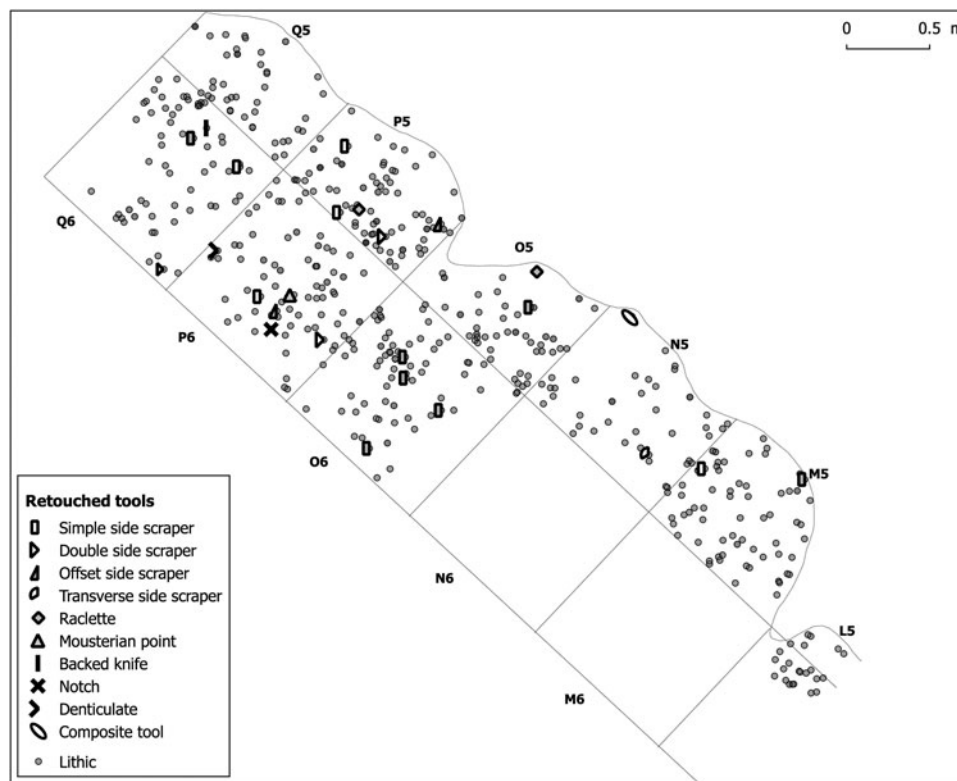 Q5
0 0.5 m
P5
Q6
O5
P6
N5
O6
M5
Retouched tools
Simple side scraper
Double side scraper
Offset side scraper
Transverse side scraper
Raclette
Mousterian point
Backed knife
Notch
Denticulate
Composite tool
Lithic
N6
L5
M6